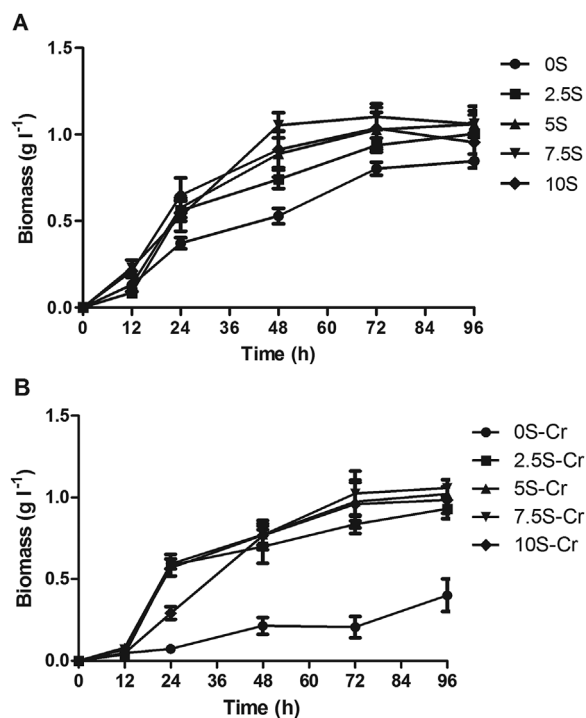 A
Biomass (g l-1)
1.5
1.0
0.5
0.0
0 12 24 36 48 60 72 84 96
Time (h)
0S
2.5S
5S
7.5S
10S
B
Biomass (g l-1)
1.5
1.0
0.5
0.0
0 12 24 36 48 60 72 84 96
Time (h)
0S-Cr
2.5S-Cr
5S-Cr
7.5S-Cr
10S-Cr